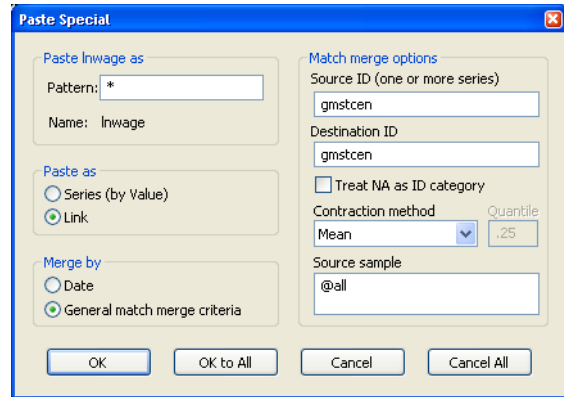 Paste Special
Paste lnwage as
Pattern: *
Name: lnwage
Paste as
Series (by Value)
Link
Merge by
Date
General match merge criteria
Match merge options
Source ID (one or more series)
gmstcen
Destination ID
gmstcen
Treat NA as ID category
Contraction method Quantile
Mean .25
Source sample
@all
OK OK to All Cancel Cancel All